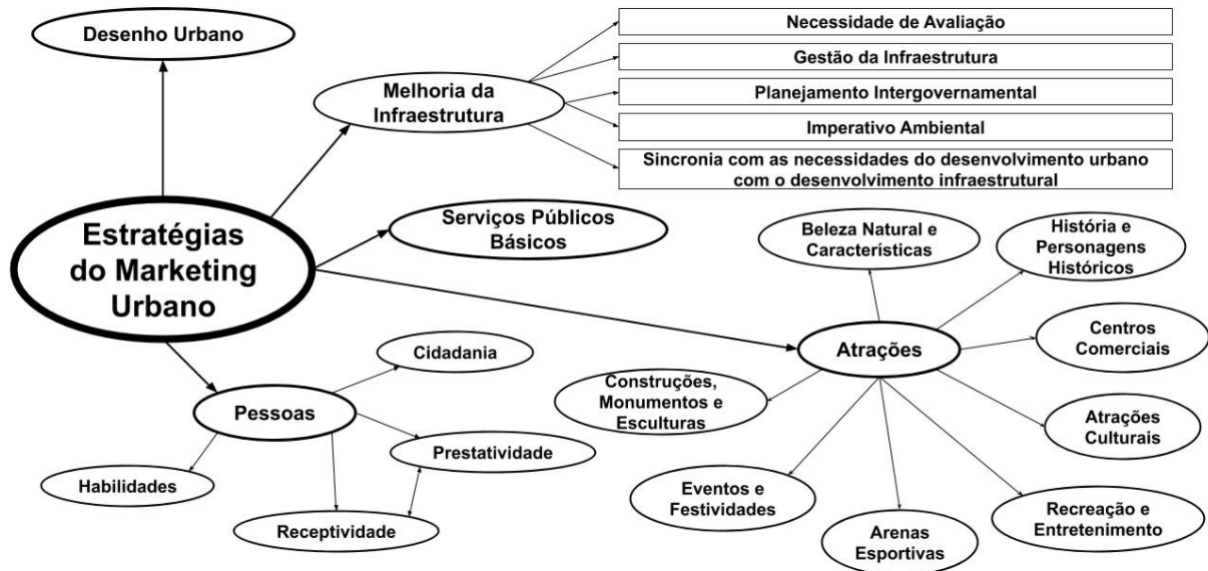 Desenho Urbano
Melhoria da
Infraestrutura
Necessidade de Avaliação
Gestão da Infraestrutura
Planejamento Intergovernamental
Imperativo Ambiental
Sincronia com as necessidades do desenvolvimento urbano
com o desenvolvimento infraestrutural
Estratégias
do Marketing
Urbano
Serviços Públicos
Básicos
Beleza Natural e
Características
História e
Personagens
Históricos
Atrações
Centros
Comerciais
Construções,
Monumentos e
Esculturas
Atrações
Culturais
Eventos e
Festividades
Arenas
Esportivas
Recreação e
Entretenimento
Pessoas
Cidadania
Prestatividade
Habilidades
Receptividade